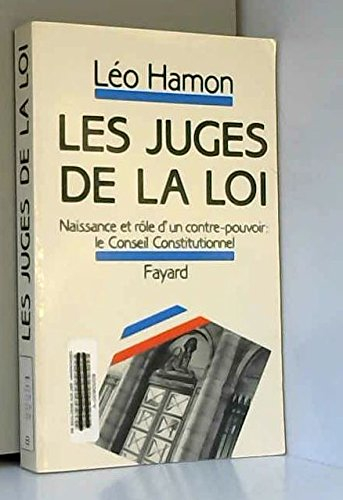 Léo Hamon
LES JUGES
DE LA LOI
Naissance et rôle d'un contre-pouvoir:
le Conseil Constitutionnel
Fayard
LES JUGES DE LA LOI